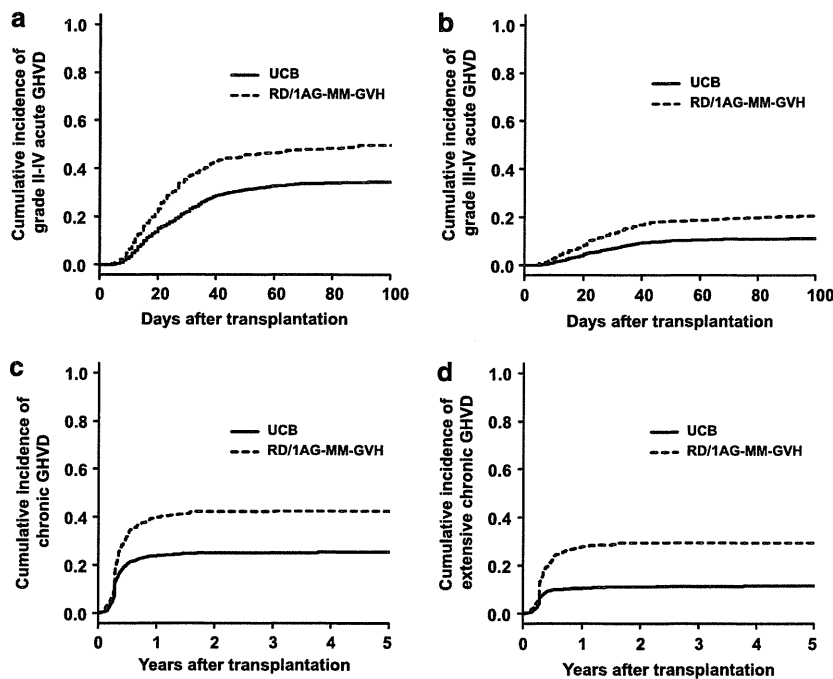 a
Cumulative incidence of
grade II-IV acute GHVD
1.0
0.8
0.6
0.4
0.2
0.0
UCB
RD/1AG-MM-GVH
0 20 40 60 80 100
Days after transplantation
b
Cumulative incidence of
grade III-IV acute GHVD
1.0
0.8
0.6
0.4
0.2
0.0
UCB
RD/1AG-MM-GVH
0 20 40 60 80 100
Days after transplantation
c
Cumulative incidence of
chronic GHVD
1.0
0.8
0.6
0.4
0.2
0.0
UCB
RD/1AG-MM-GVH
0 1 2 3 4 5
Years after transplantation
d
Cumulative incidence of
extensive chronic GHVD
1.0
0.8
0.6
0.4
0.2
0.0
UCB
RD/1AG-MM-GVH
0 1 2 3 4 5
Years after transplantation